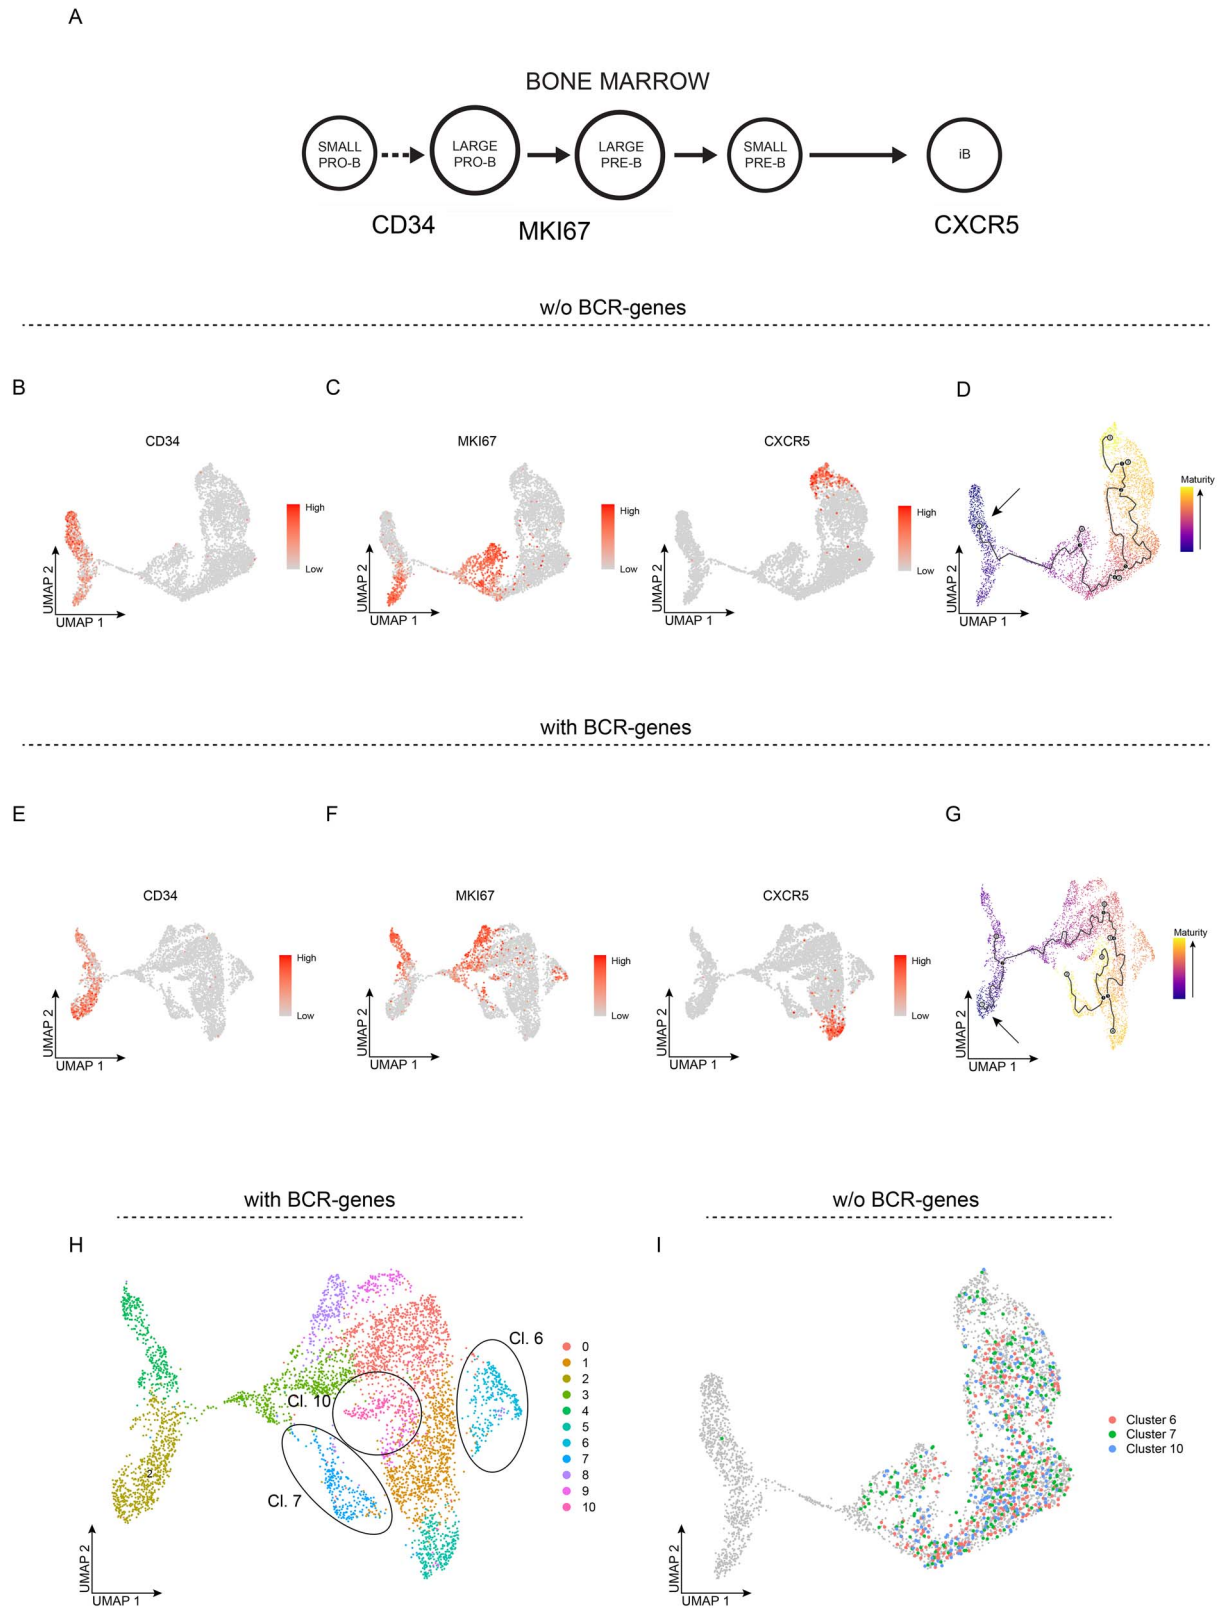 A
BONE MARROW
SMALL
PRO-B
LARGE
PRO-B
LARGE
PRE-B
SMALL
PRE-B
iB
CD34
MKI67
CXCR5
w/o BCR-genes
B
C
D
CD34
MKI67
CXCR5
High
Low
High
Low
High
Low
Maturity
UMAP 2
UMAP 1
UMAP 2
UMAP 1
UMAP 2
UMAP 1
UMAP 2
UMAP 1
with BCR-genes
E
F
G
CD34
MKI67
CXCR5
High
Low
High
Low
High
Low
Maturity
UMAP 2
UMAP 1
UMAP 2
UMAP 1
UMAP 2
UMAP 1
UMAP 2
UMAP 1
with BCR-genes
w/o BCR-genes
H
I
Cl. 6
Cl. 10
Cl. 7
2
0
1
2
3
4
5
6
7
8
9
10
UMAP 2
UMAP 1
Cluster 6
Cluster 7
Cluster 10
UMAP 2
UMAP 1